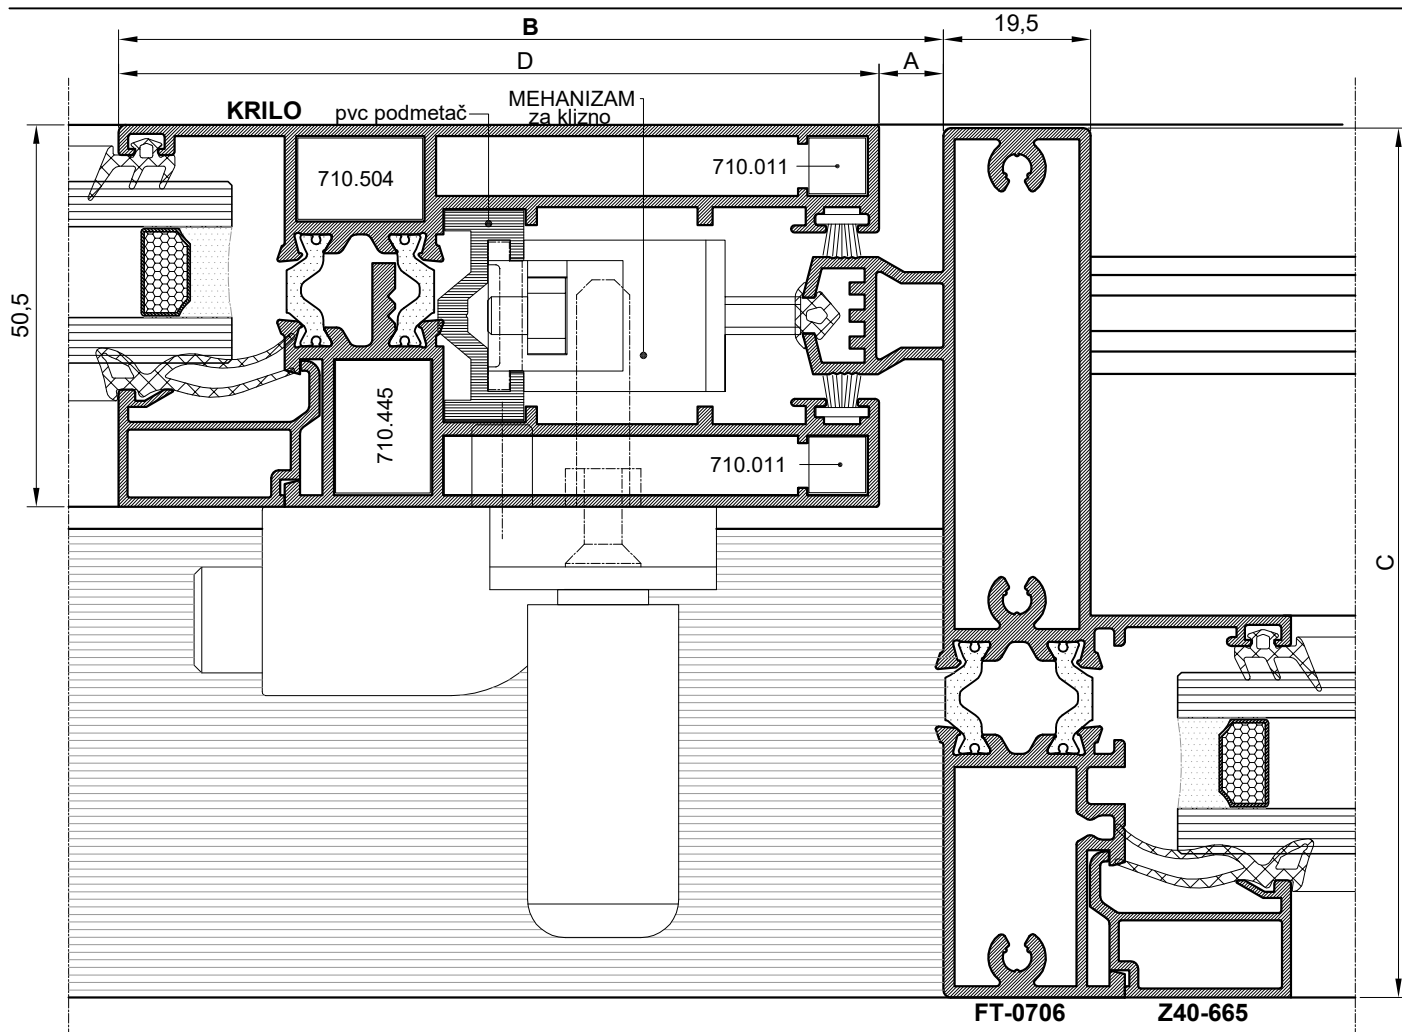 B
19,5
D
A
KRILO
pvc podmetač
MEHANIZAM
za klizno
710.504
710.011
50,5
710.445
710.011
C
FT-0706
Z40-665